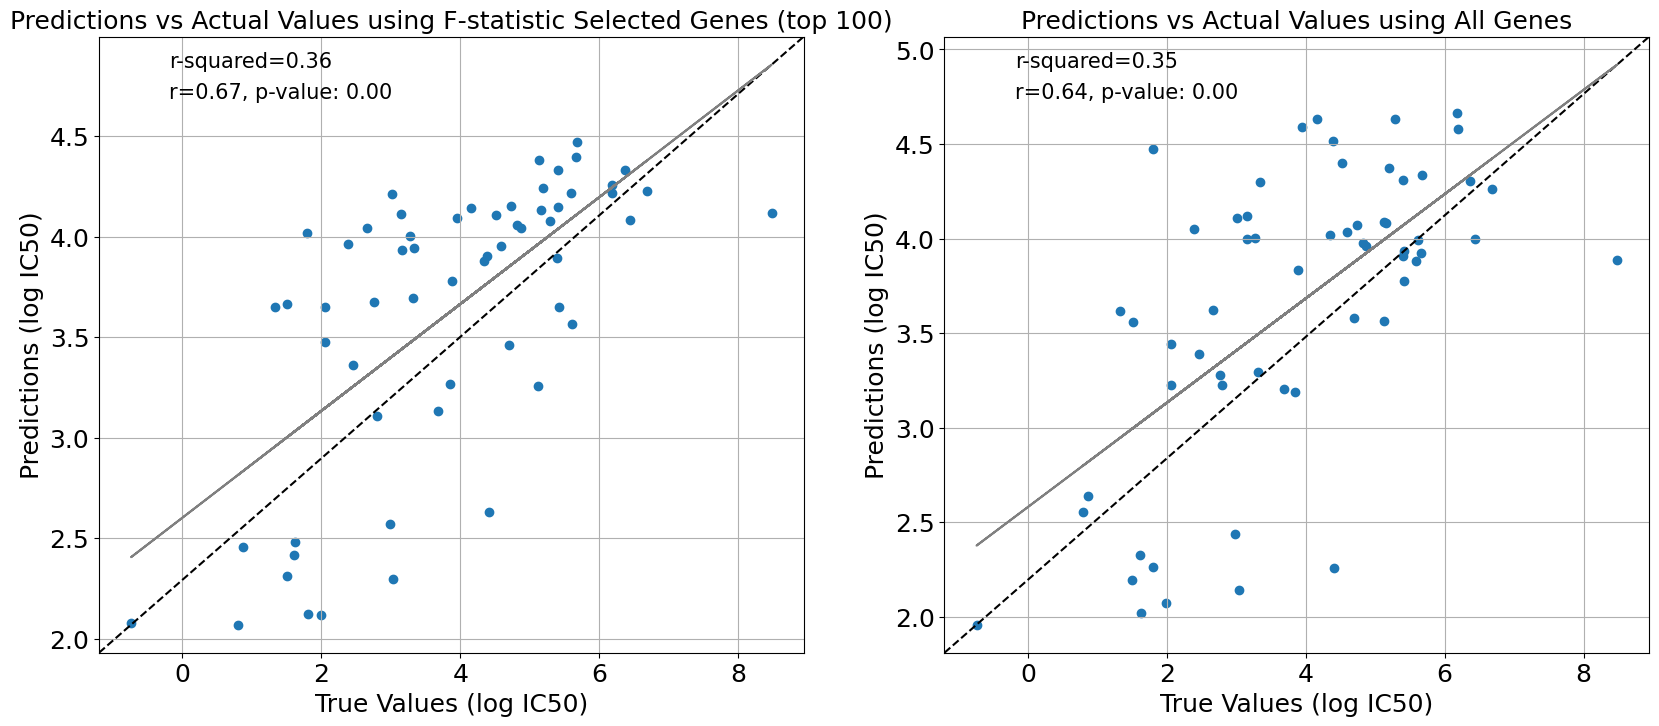 Predictions vs Actual Values using F-statistic Selected Genes (top 100)
r-squared=0.36
r=0.67, p-value: 0.00
4.5
4.0
3.5
3.0
2.5
2.0
Predictions (log IC50)
0 2 4 6 8
True Values (log IC50)
Predictions vs Actual Values using All Genes
r-squared=0.35
r=0.64, p-value: 0.00
5.0
4.5
4.0
3.5
3.0
2.5
2.0
Predictions (log IC50)
0 2 4 6 8
True Values (log IC50)